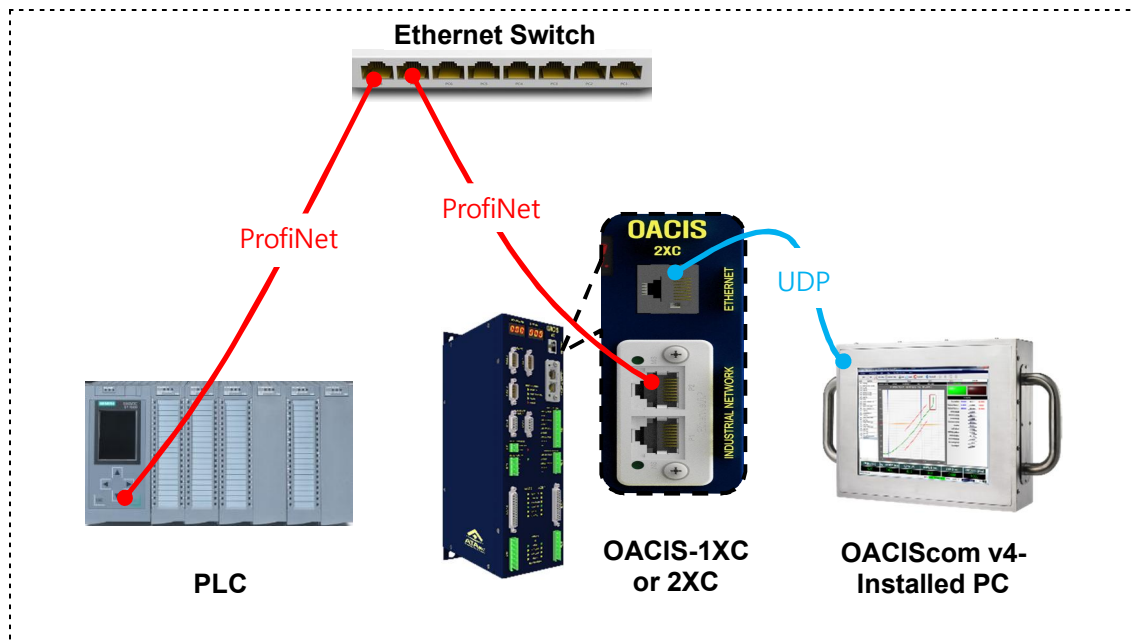 Ethernet Switch
ProfiNet
ProfiNet
OACIS
2XC
ETHERNET
UDP
INDUSTRIAL NETWORK
PLC
OACIS-1XC
or 2XC
OACIScom v4-
Installed PC